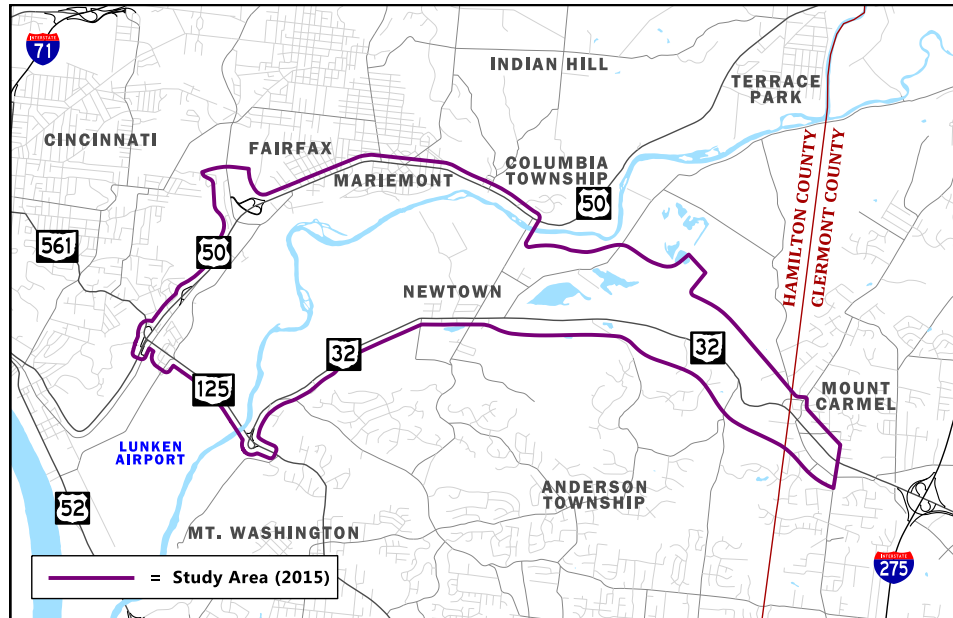 INTERSTATE
71
INDIAN HILL
TERRACE
PARK
CINCINNATI
FAIRFAX
MARIEMONT
COLUMBIA
TOWNSHIP
50
561
50
HAMILTON COUNTY
CLERMONT COUNTY
NEWTOWN
32
32
125
MOUNT
CARMEL
LUNKEN
AIRPORT
52
ANDERSON
TOWNSHIP
MT. WASHINGTON
INTERSTATE
275
= Study Area (2015)